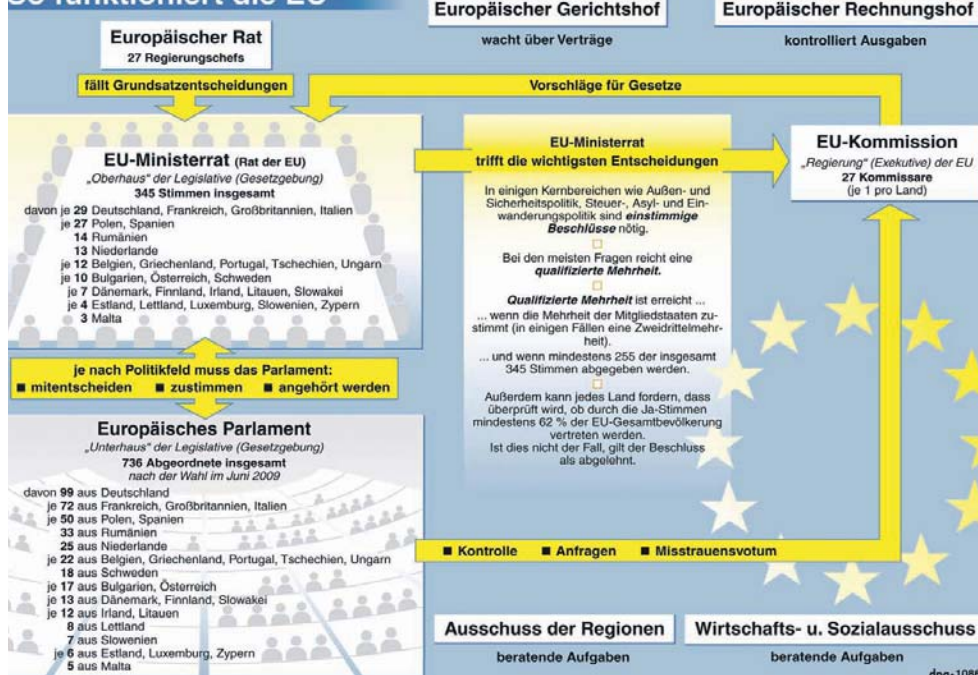 So funktioniert die EU
Europäischer Rat
27 Regierungschefs
Europäischer Gerichtshof
wacht über Verträge
Europäischer Rechnungshof
kontrolliert Ausgaben
fällt Grundsatzentscheidungen
Vorschläge für Gesetze
EU-Ministerrat (Rat der EU)
„Oberhaus“ der Legislative (Gesetzgebung)
345 Stimmen insgesamt
davon je 29 Deutschland, Frankreich, Großbritannien, Italien
je 27 Polen, Spanien
14 Rumänien
13 Niederlande
je 12 Belgien, Griechenland, Portugal, Tschechien, Ungarn
je 10 Bulgarien, Österreich, Schweden
je 7 Dänemark, Finnland, Irland, Litauen, Slowakei
je 4 Estland, Lettland, Luxemburg, Slowenien, Zypern
3 Malta
EU-Ministerrat
trifft die wichtigsten Entscheidungen
In einigen Kernbereichen wie Außen- und
Sicherheitspolitik, Steuer-, Asyl- und Ein-
wanderungspolitik sind einstimmige
Beschlüsse nötig.
Bei den meisten Fragen reicht eine
qualifizierte Mehrheit.
Qualifizierte Mehrheit ist erreicht ...
... wenn die Mehrheit der Mitgliedstaaten zu-
stimmt (in einigen Fällen eine Zweidrittelmehr-
heit).
... und wenn mindestens 255 der insgesamt
345 Stimmen abgegeben werden.
Außerdem kann jedes Land fordern, dass
überprüft wird, ob durch die Ja-Stimmen
mindestens 62 % der EU-Gesamtbevölkerung
vertreten werden.
Ist dies nicht der Fall, gilt der Beschluss
als abgelehnt.
EU-Kommission
„Regierung“ (Exekutive) der EU
27 Kommissare
(je 1 pro Land)
je nach Politikfeld muss das Parlament:
■ mitentscheiden ■ zustimmen ■ angehört werden
Europäisches Parlament
„Unterhaus“ der Legislative (Gesetzgebung)
736 Abgeordnete insgesamt
nach der Wahl im Juni 2009
davon 99 aus Deutschland
je 72 aus Frankreich, Großbritannien, Italien
je 50 aus Polen, Spanien
33 aus Rumänien
25 aus Niederlande
je 22 aus Belgien, Griechenland, Portugal, Tschechien, Ungarn
18 aus Schweden
je 17 aus Bulgarien, Österreich
je 13 aus Dänemark, Finnland, Slowakei
je 12 aus Irland, Litauen
8 aus Lettland
7 aus Slowenien
je 6 aus Estland, Luxemburg, Zypern
5 aus Malta
■ Kontrolle ■ Anfragen ■ Misstrauensvotum
Ausschuss der Regionen
beratende Aufgaben
Wirtschafts- u. Sozialausschuss
beratende Aufgaben